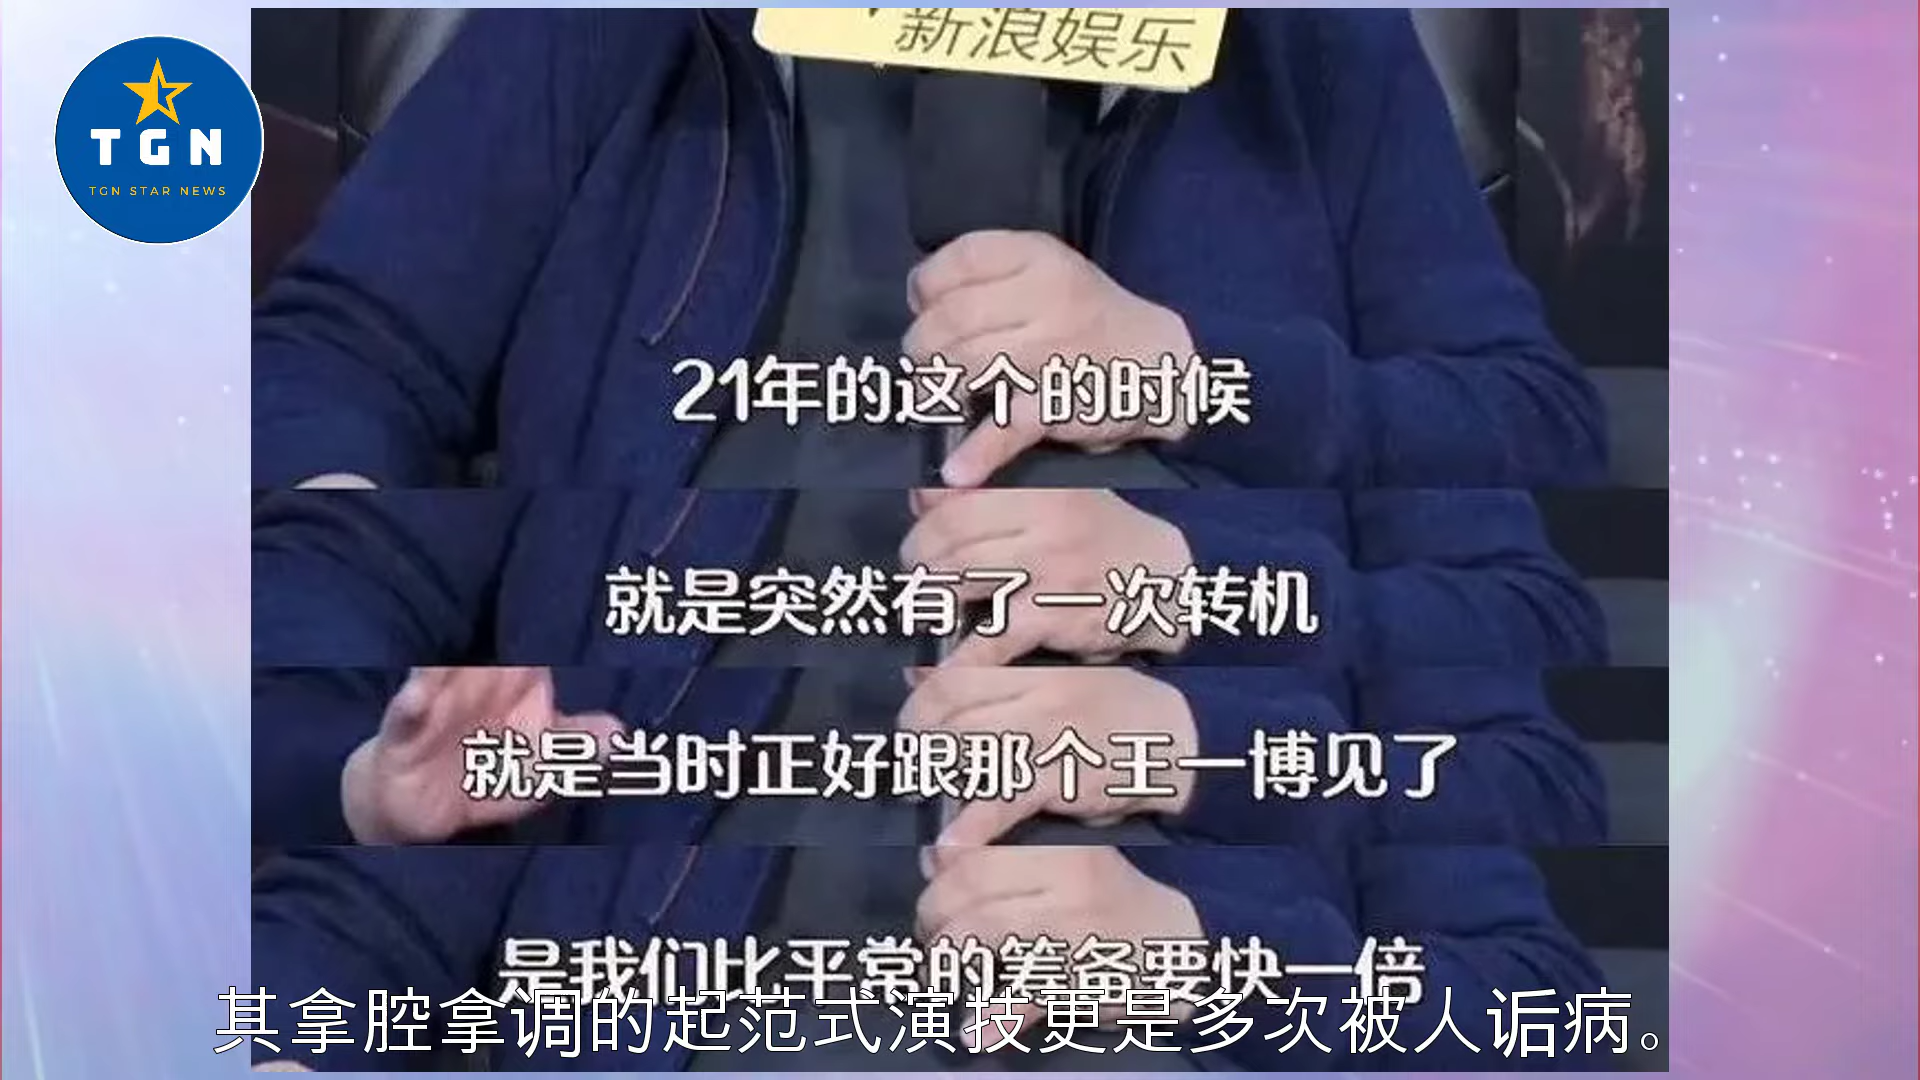 新浪娱乐
TGN
TGN STAR NEWS
21年的这个的时候
就是突然有了一次转机
就是当时正好跟那个王一博见了
是我们比平常的筹备要快一倍
其拿腔拿调的起范式演技更是多次被人诟病。